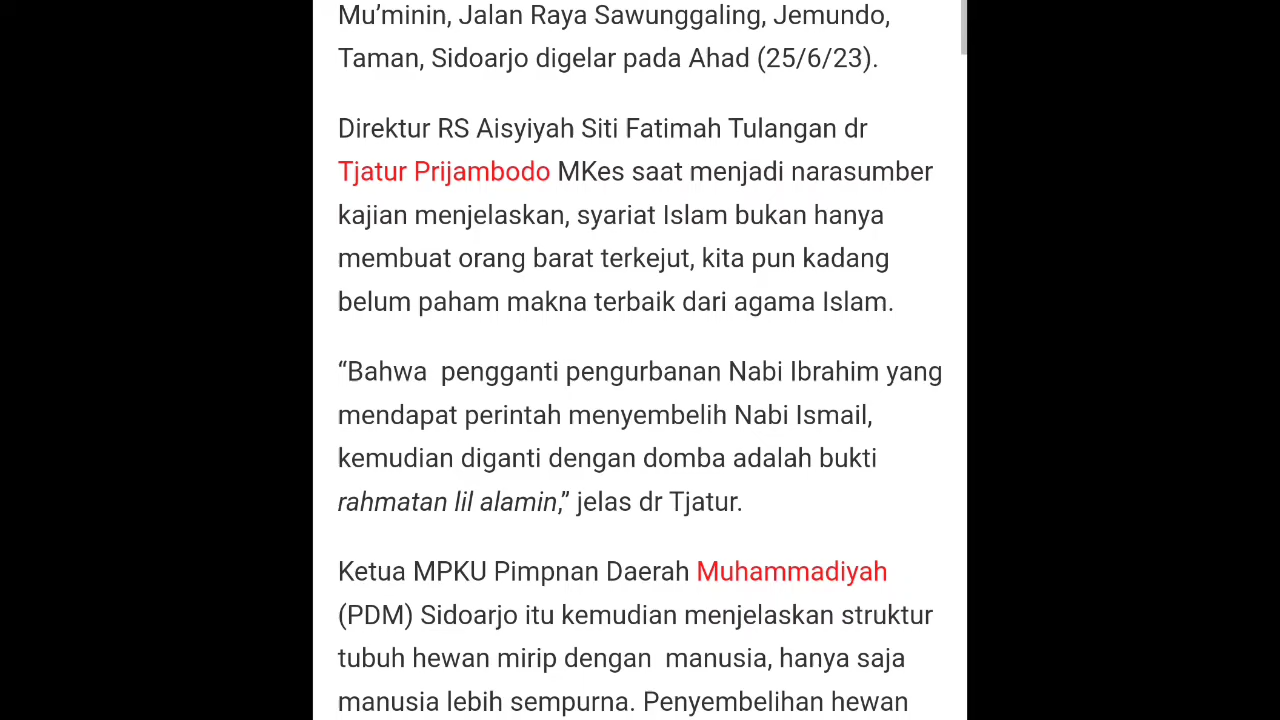 Mu’minin, Jalan Raya Sawunggaling, Jemundo,
Taman, Sidoarjo digelar pada Ahad (25/6/23).
Direktur RS Aisyiyah Siti Fatimah Tulangan dr
Tjatur Prijambodo MKes saat menjadi narasumber
kajian menjelaskan, syariat Islam bukan hanya
membuat orang barat terkejut, kita pun kadang
belum paham makna terbaik dari agama Islam.
“Bahwa  pengganti pengurbanan Nabi Ibrahim yang
mendapat perintah menyembelih Nabi Ismail,
kemudian diganti dengan domba adalah bukti
rahmatan lil alamin,” jelas dr Tjatur.
Ketua MPKU Pimpnan Daerah Muhammadiyah
(PDM) Sidoarjo itu kemudian menjelaskan struktur
tubuh hewan mirip dengan  manusia, hanya saja
manusia lebih sempurna. Penyembelihan hewan